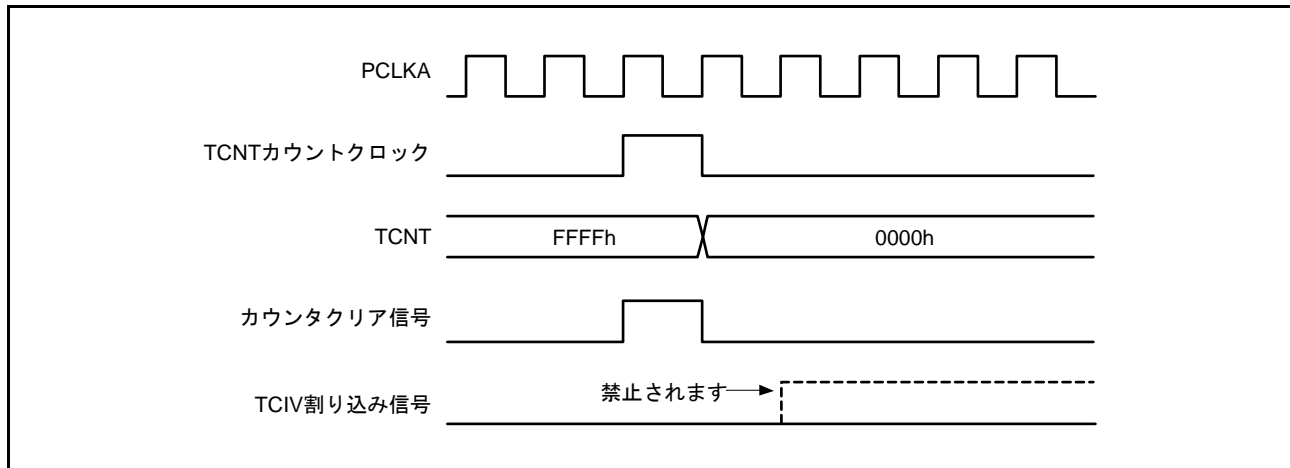 PCLKA
TCNTカウントクロック
TCNT
FFFFh
0000h
カウンタクリア信号
禁止されます
TCIV割り込み信号